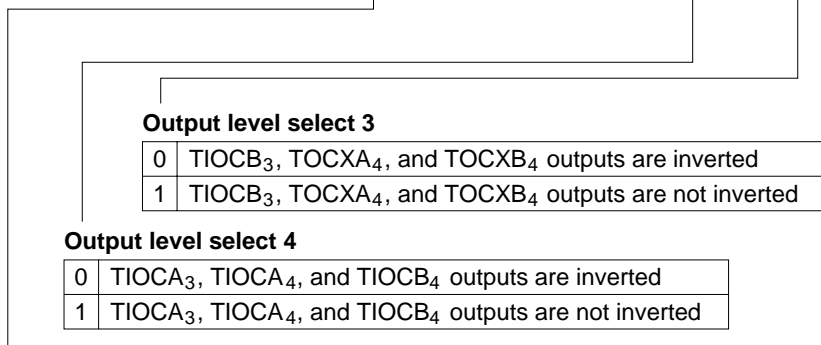 Output level select 3
0 TIOCB3, TOCXA4, and TOCXB4 outputs are inverted
1 TIOCB3, TOCXA4, and TOCXB4 outputs are not inverted
Output level select 4
0 TIOCA3, TIOCA4, and TIOCB4 outputs are inverted
1 TIOCA3, TIOCA4, and TIOCB4 outputs are not inverted